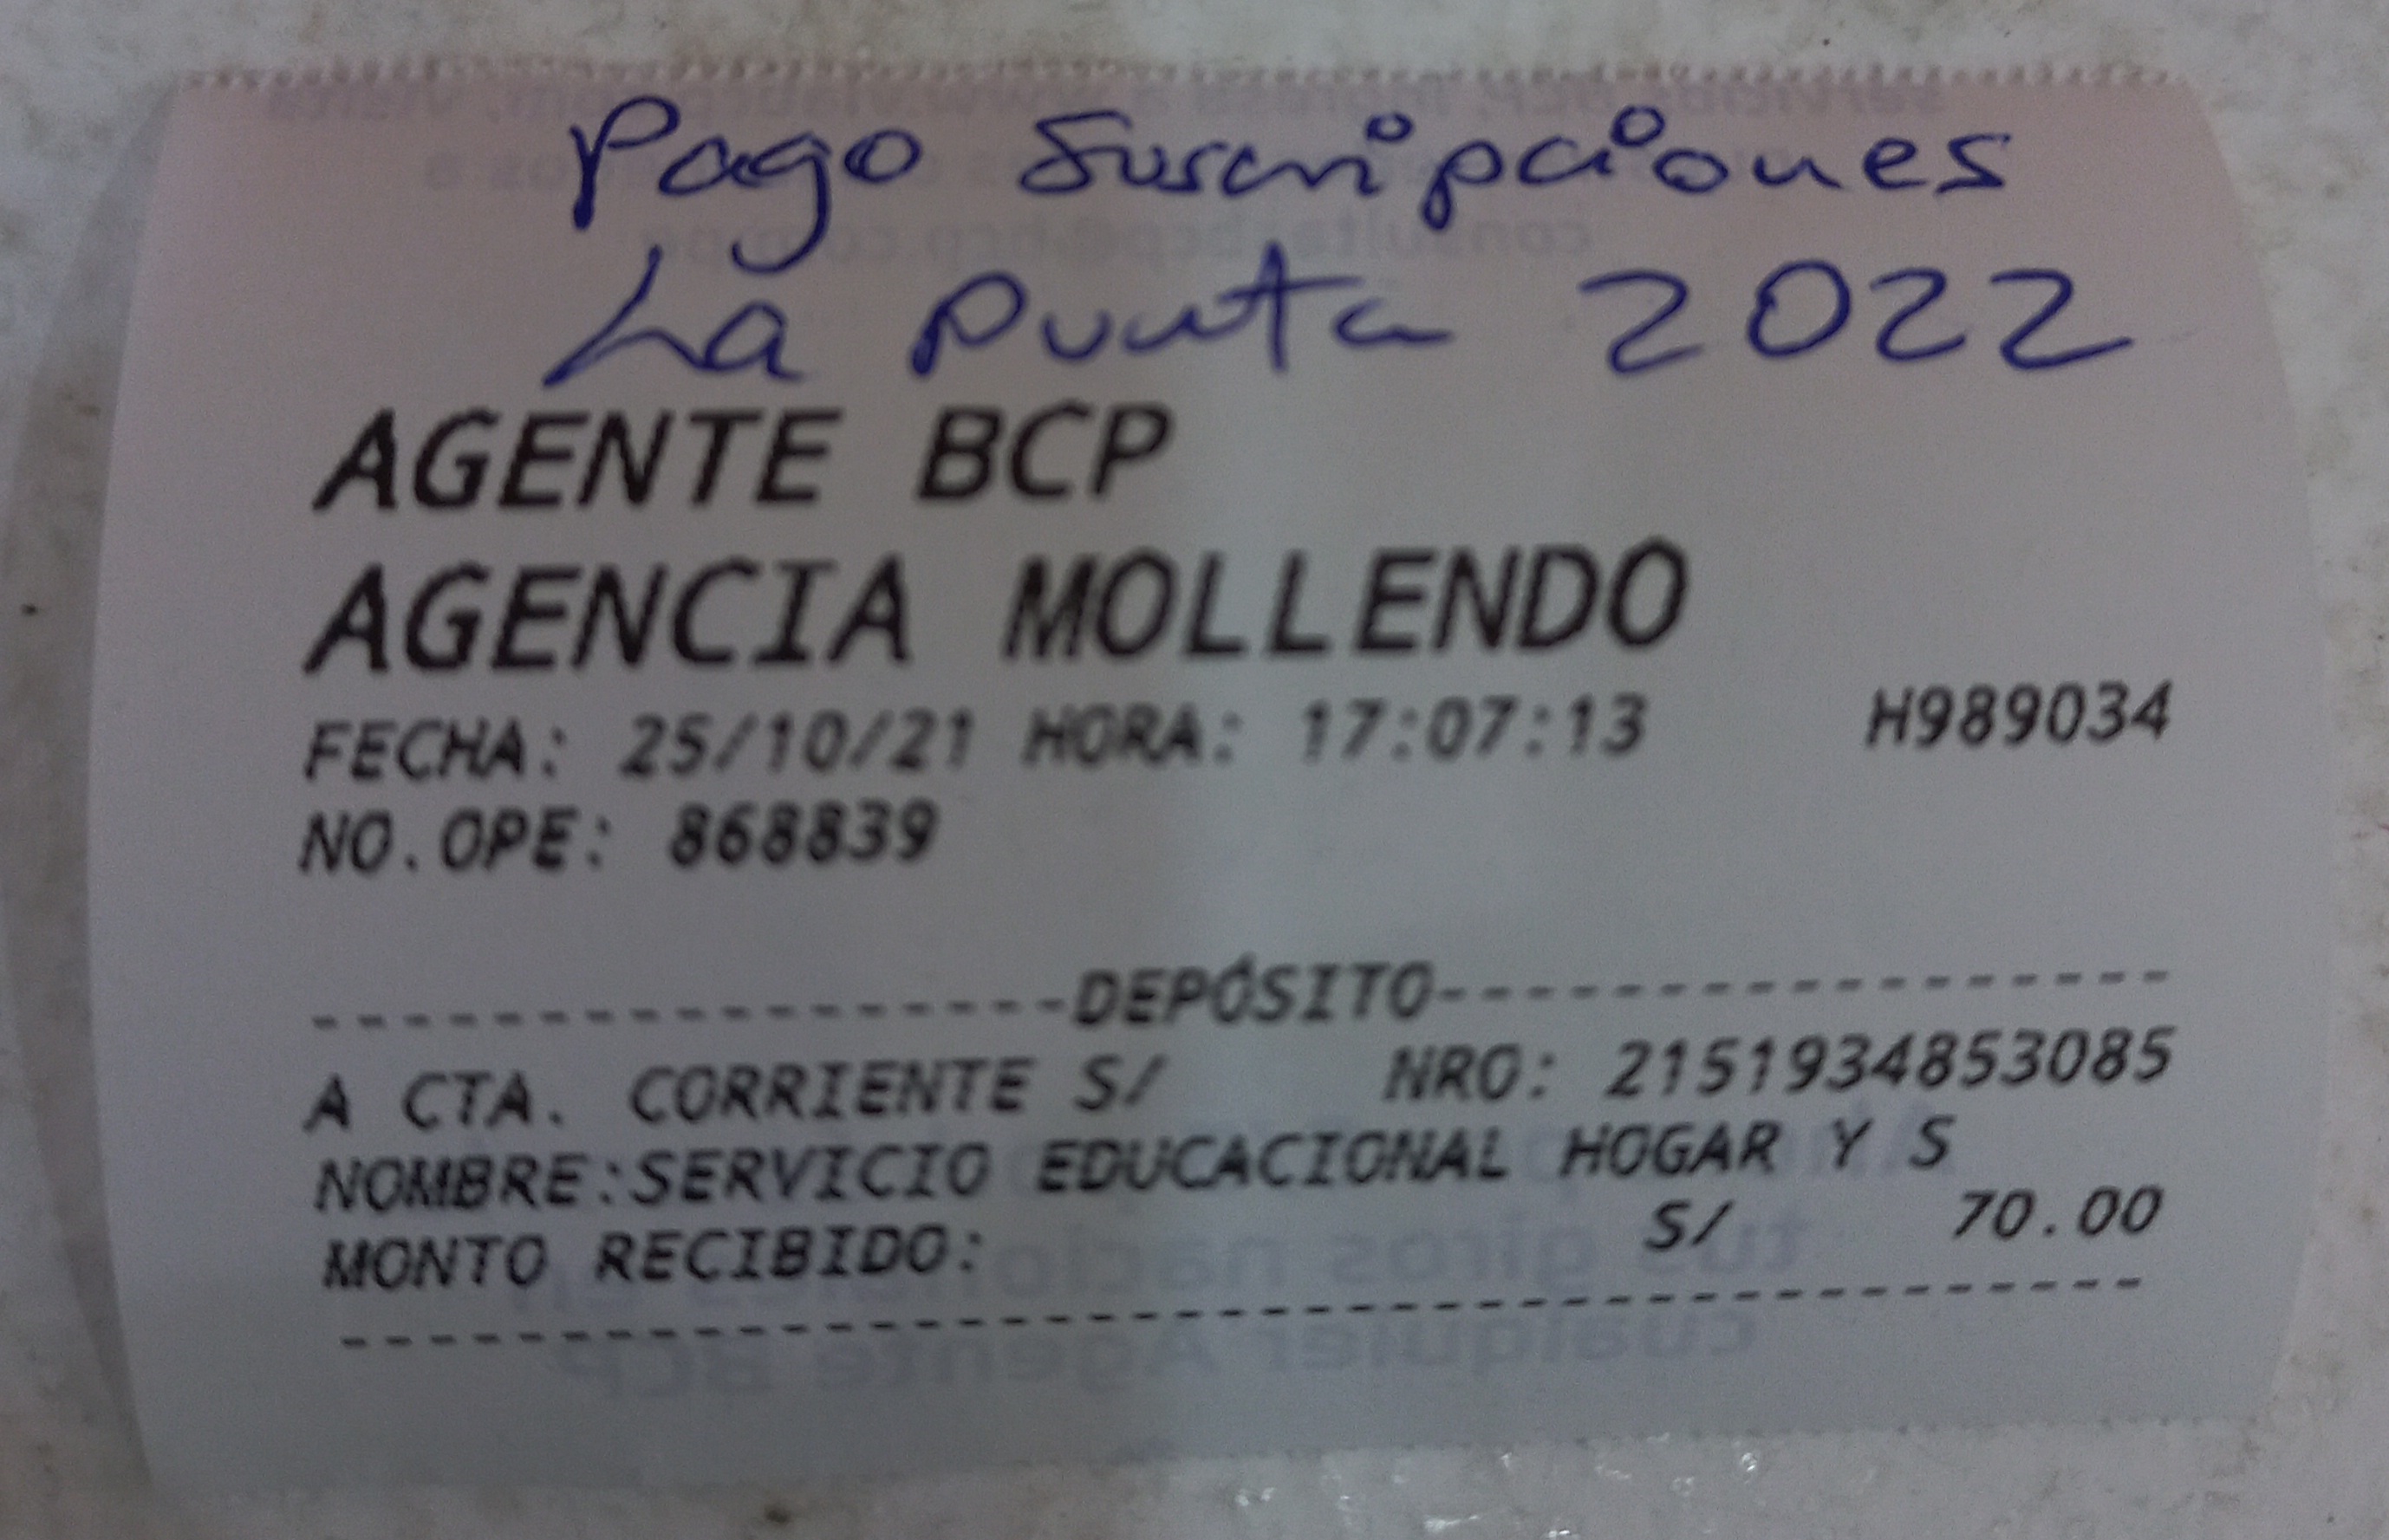 Pago Suscripciones
La Punta 2022
AGENTE BCP
AGENCIA MOLLENDO
FECHA: 25/10/21 HORA: 17:07:13 H989034
NO.OPE: 868839
------------------DEPÓSITO------------------
A CTA. CORRIENTE S/ NRO: 2151934853085
NOMBRE:SERVICIO EDUCACIONAL HOGAR Y S
MONTO RECIBIDO: S/ 70.00